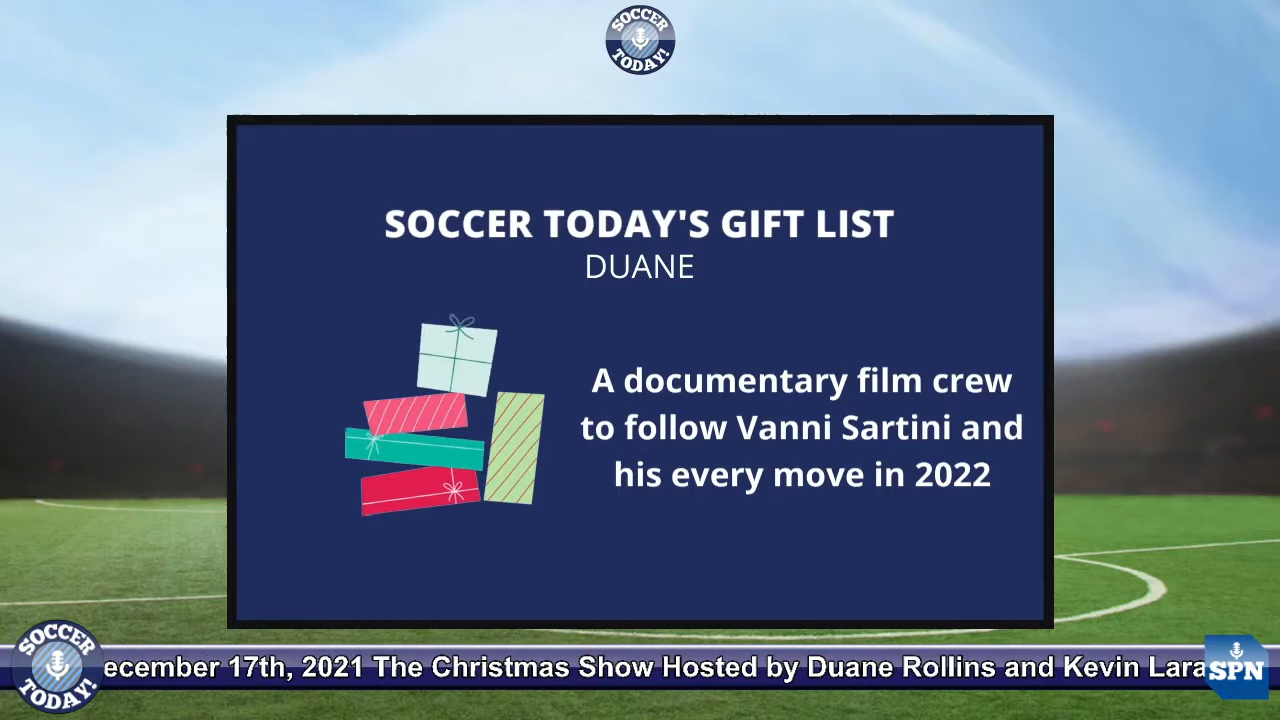 SOCCER
TODAY!
SOCCER TODAY'S GIFT LIST
DUANE
A documentary film crew
to follow Vanni Sartini and
his every move in 2022
SOCCER
TODAY!
ecember 17th, 2021 The Christmas Show Hosted by Duane Rollins and Kevin Lara
SPN